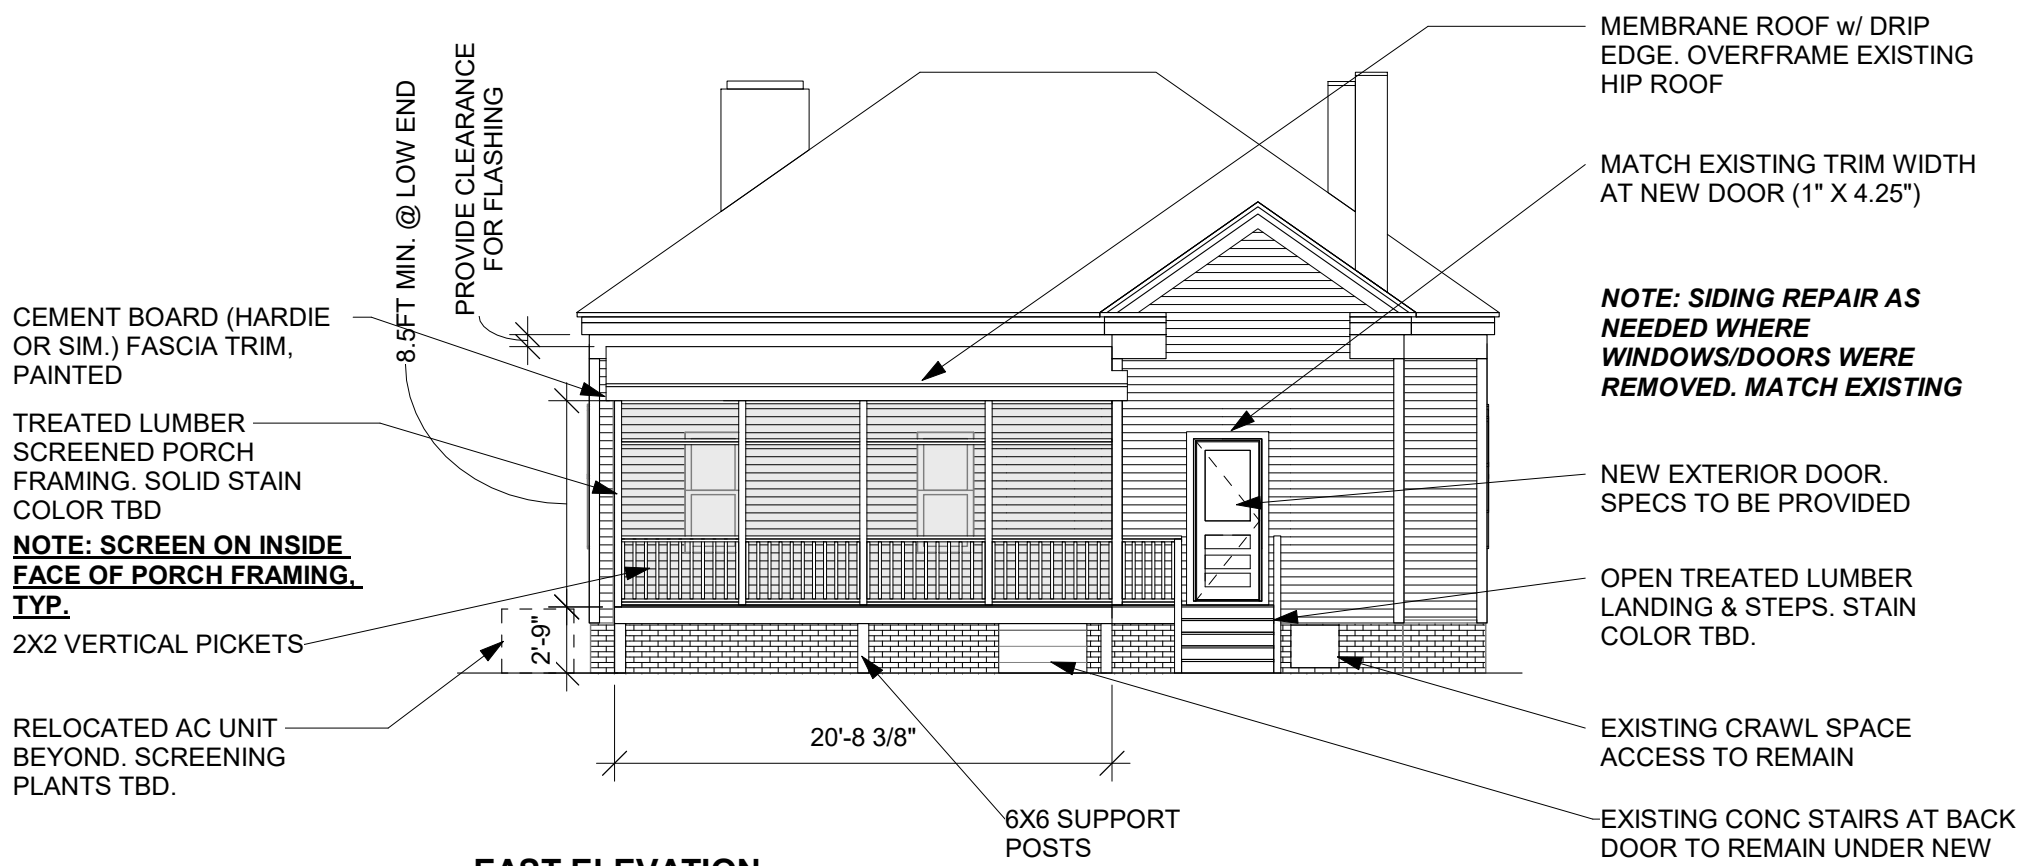 MEMBRANE ROOF w/ DRIP
EDGE. OVERFRAME EXISTING
HIP ROOF
PROVIDE CLEARANCE
FOR FLASHING
8.5FT MIN. @ LOW END
MATCH EXISTING TRIM WIDTH
AT NEW DOOR (1" X 4.25")
NOTE: SIDING REPAIR AS
NEEDED WHERE
WINDOWS/DOORS WERE
REMOVED. MATCH EXISTING
CEMENT BOARD (HARDIE
OR SIM.) FASCIA TRIM,
PAINTED
TREATED LUMBER
SCREENED PORCH
FRAMING. SOLID STAIN
COLOR TBD
NOTE: SCREEN ON INSIDE
FACE OF PORCH FRAMING,
TYP.
2X2 VERTICAL PICKETS
2'-9"
NEW EXTERIOR DOOR.
SPECS TO BE PROVIDED
OPEN TREATED LUMBER
LANDING & STEPS. STAIN
COLOR TBD.
RELOCATED AC UNIT
BEYOND. SCREENING
PLANTS TBD.
20'-8 3/8"
EXISTING CRAWL SPACE
ACCESS TO REMAIN
6X6 SUPPORT
POSTS
EXISTING CONC STAIRS AT BACK
DOOR TO REMAIN UNDER NEW
EAST ELEVATION